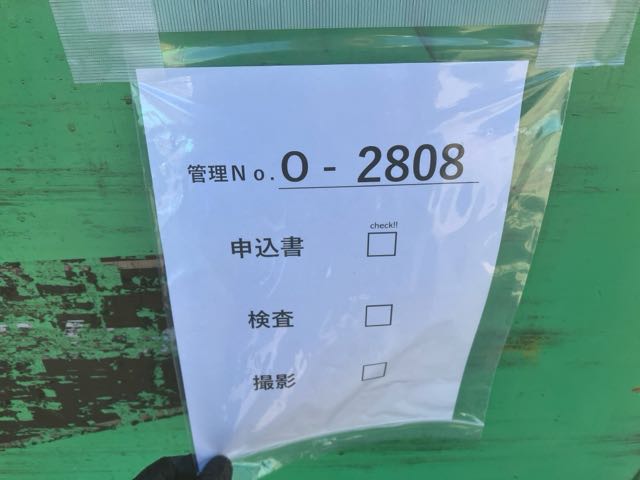 管理No. O - 2808
check!!
申込書 □
検査 □
撮影 □